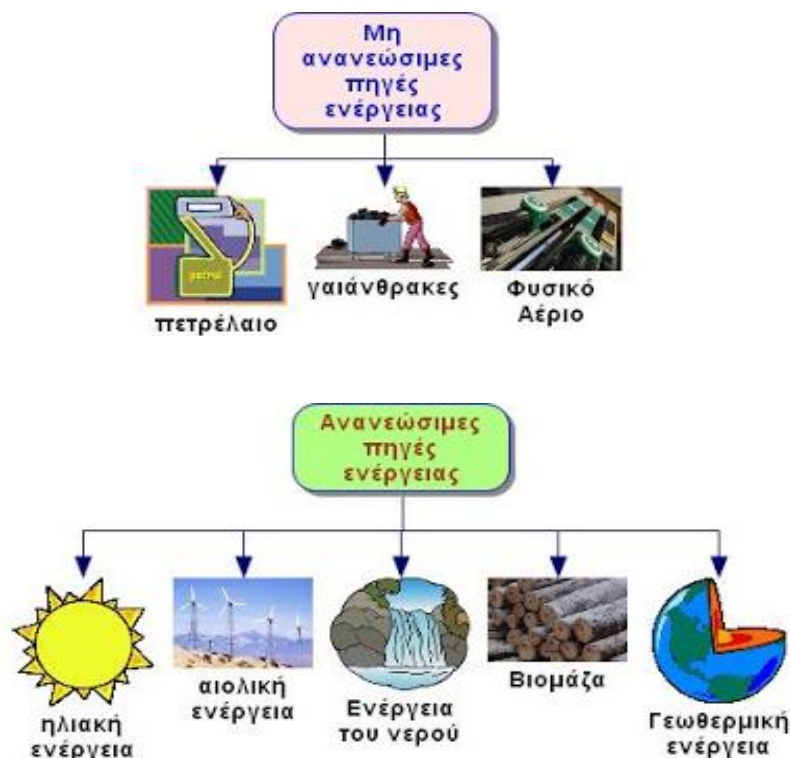 Μη
ανανεώσιμες
πηγές
ενέργειας
πετρέλαιο
γαιάνθρακες
Φυσικό
Αέριο
Ανανεώσιμες
πηγές
ενέργειας
ηλιακή
ενέργεια
αιολική
ενέργεια
Ενέργεια
του νερού
Βιομάζα
Γεωθερμική
ενέργεια